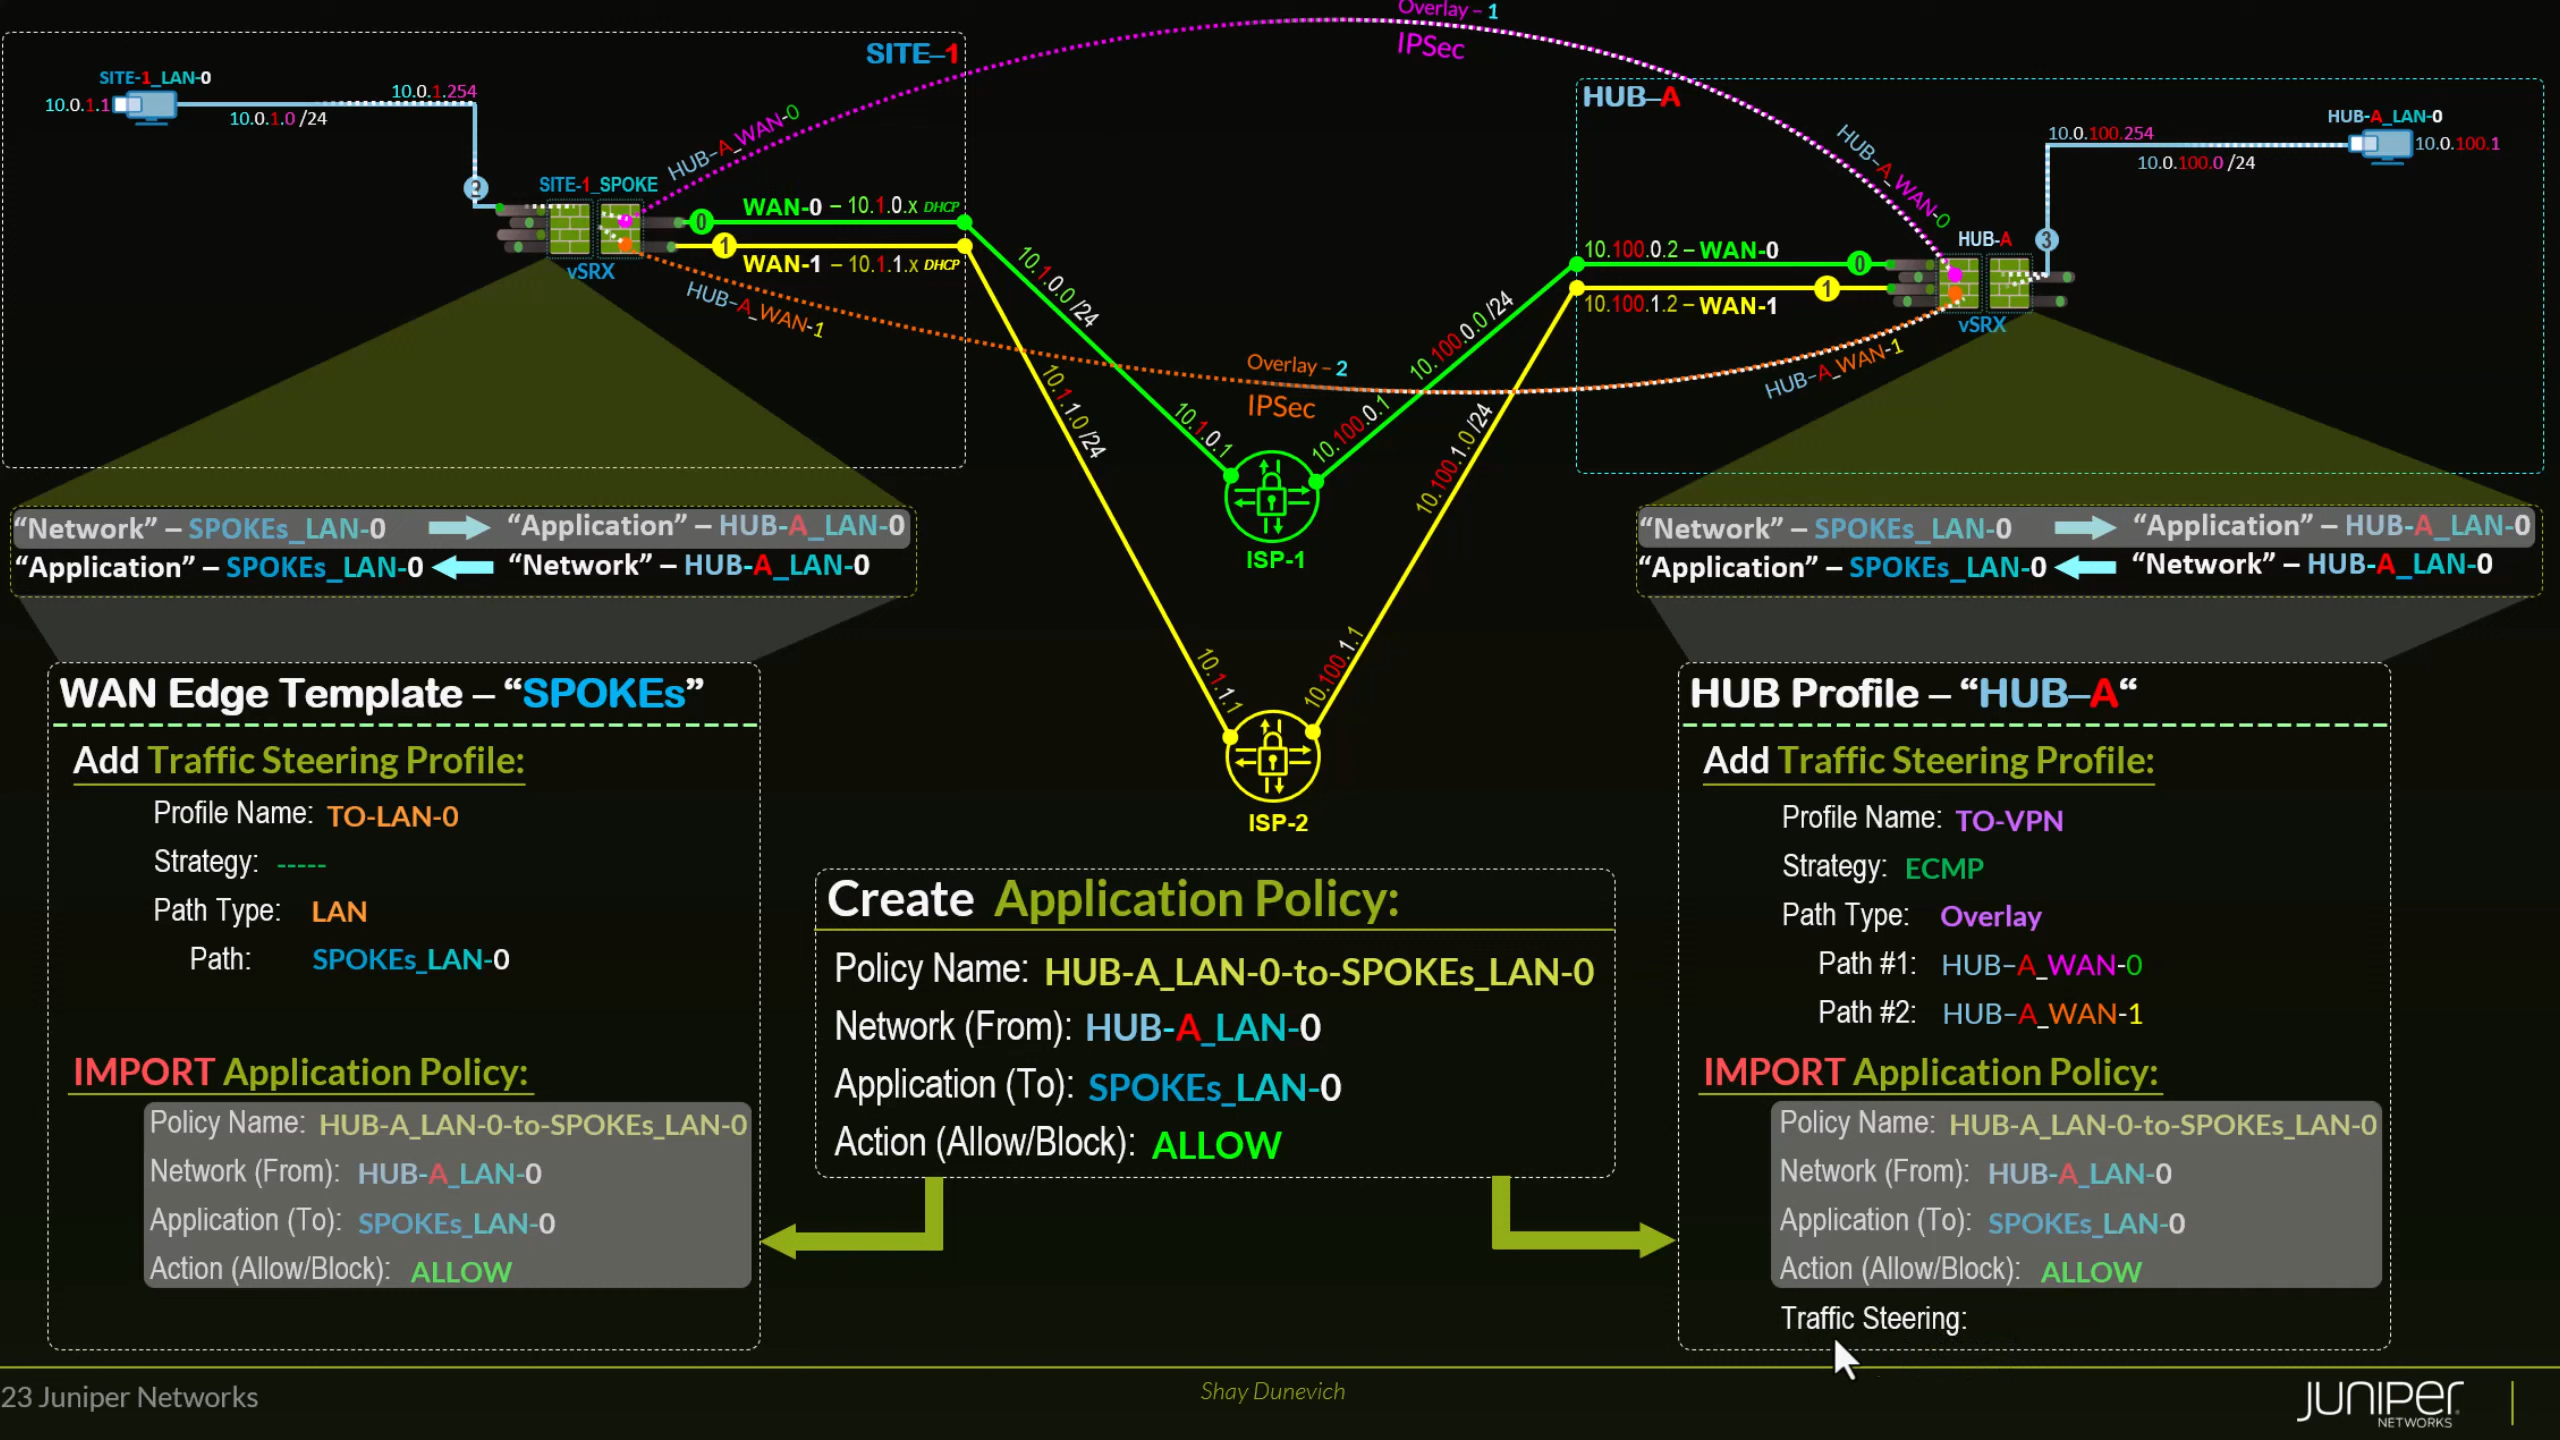 Overlay – 1
IPSec
SITE–1
SITE-1_LAN-0
10.0.1.1
10.0.1.254
10.0.1.0 /24
2
SITE-1_SPOKE
vSRX
HUB–A_WAN-0
0
WAN-0 – 10.1.0.x DHCP
1
WAN-1 – 10.1.1.x DHCP
HUB–A_WAN-1
10.1.0.0 /24
10.1.1.0 /24
10.1.0.1
10.1.1.1
Overlay – 2
IPSec
10.100.0.0 /24
10.100.0.1
10.100.1.0 /24
10.100.1.1
ISP-1
ISP-2
HUB–A
HUB–A_WAN-0
10.100.0.2 – WAN-0
0
10.100.1.2 – WAN-1
1
HUB–A_WAN-1
HUB-A
vSRX
3
10.0.100.254
10.0.100.0 /24
HUB-A_LAN-0
10.0.100.1
“Network” – SPOKEs_LAN-0 “Application” – HUB-A_LAN-0
“Application” – SPOKEs_LAN-0 “Network” – HUB-A_LAN-0
“Network” – SPOKEs_LAN-0 “Application” – HUB-A_LAN-0
“Application” – SPOKEs_LAN-0 “Network” – HUB-A_LAN-0
WAN Edge Template – “SPOKEs”
Add Traffic Steering Profile:
Profile Name: TO-LAN-0
Strategy: -----
Path Type: LAN
Path: SPOKEs_LAN-0
IMPORT Application Policy:
Policy Name: HUB-A_LAN-0-to-SPOKEs_LAN-0
Network (From): HUB-A_LAN-0
Application (To): SPOKEs_LAN-0
Action (Allow/Block): ALLOW
Create Application Policy:
Policy Name: HUB-A_LAN-0-to-SPOKEs_LAN-0
Network (From): HUB-A_LAN-0
Application (To): SPOKEs_LAN-0
Action (Allow/Block): ALLOW
HUB Profile – “HUB–A“
Add Traffic Steering Profile:
Profile Name: TO-VPN
Strategy: ECMP
Path Type: Overlay
Path #1: HUB–A_WAN-0
Path #2: HUB–A_WAN-1
IMPORT Application Policy:
Policy Name: HUB-A_LAN-0-to-SPOKEs_LAN-0
Network (From): HUB-A_LAN-0
Application (To): SPOKEs_LAN-0
Action (Allow/Block): ALLOW
Traffic Steering:
23 Juniper Networks
Shay Dunevich
JUNIPER
NETWORKS